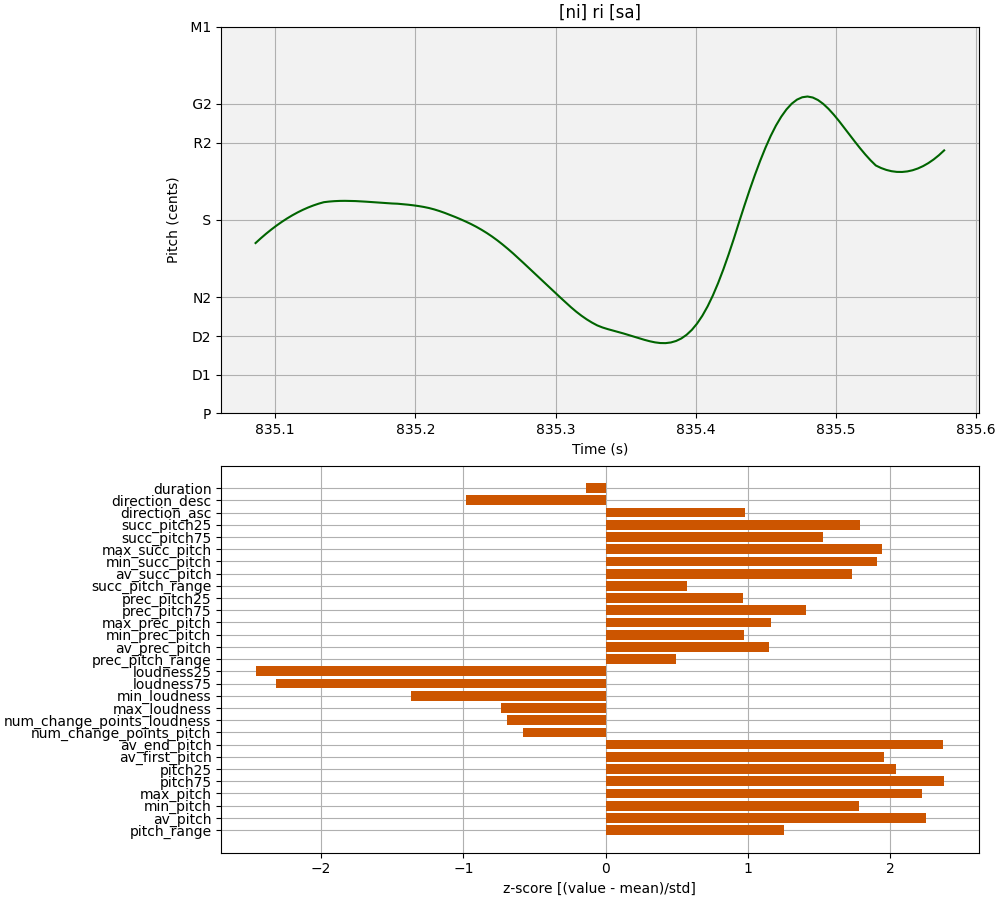 [ni] ri [sa]
M1
G2
R2
S
N2
D2
D1
P
Pitch (cents)
835.1 835.2 835.3 835.4 835.5 835.6
Time (s)
duration
direction_desc
direction_asc
succ_pitch25
succ_pitch75
max_succ_pitch
min_succ_pitch
av_succ_pitch
succ_pitch_range
prec_pitch25
prec_pitch75
max_prec_pitch
min_prec_pitch
av_prec_pitch
prec_pitch_range
loudness25
loudness75
min_loudness
max_loudness
num_change_points_loudness
num_change_points_pitch
av_end_pitch
av_first_pitch
pitch25
pitch75
max_pitch
min_pitch
av_pitch
pitch_range
−2 −1 0 1 2
z-score [(value - mean)/std]